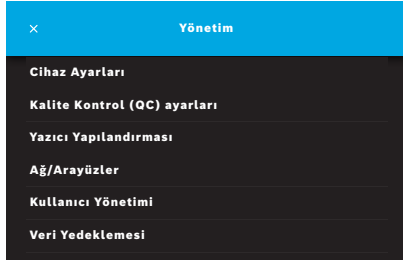 × Yönetim
Cihaz Ayarları
Kalite Kontrol (QC) ayarları
Yazıcı Yapılandırması
Ağ/Arayüzler
Kullanıcı Yönetimi
Veri Yedeklemesi